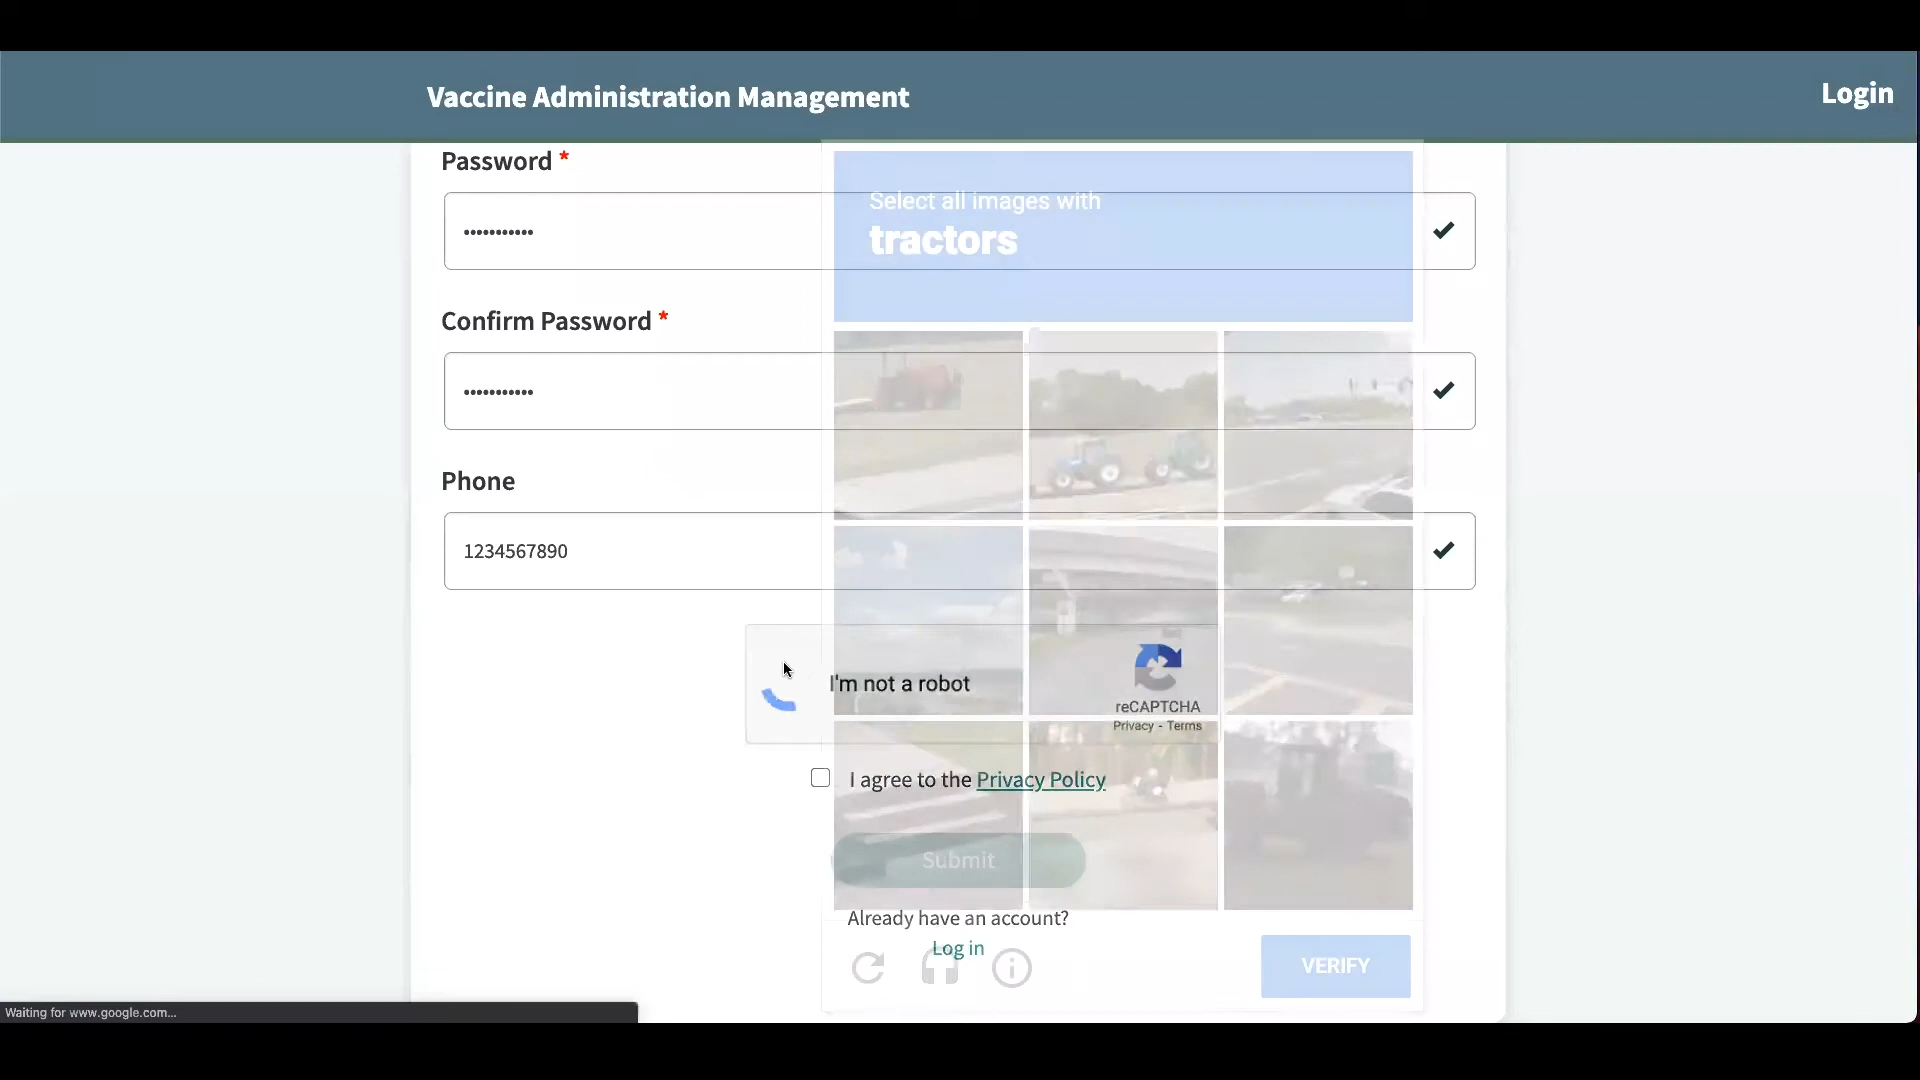 Vaccine Administration Management
Login
Password *
•••••••••••
Confirm Password *
•••••••••••
Phone
1234567890
Select all images with
tractors
I'm not a robot
reCAPTCHA
Privacy - Terms
I agree to the Privacy Policy
Submit
Already have an account?
Log in
VERIFY
Waiting for www.google.com...